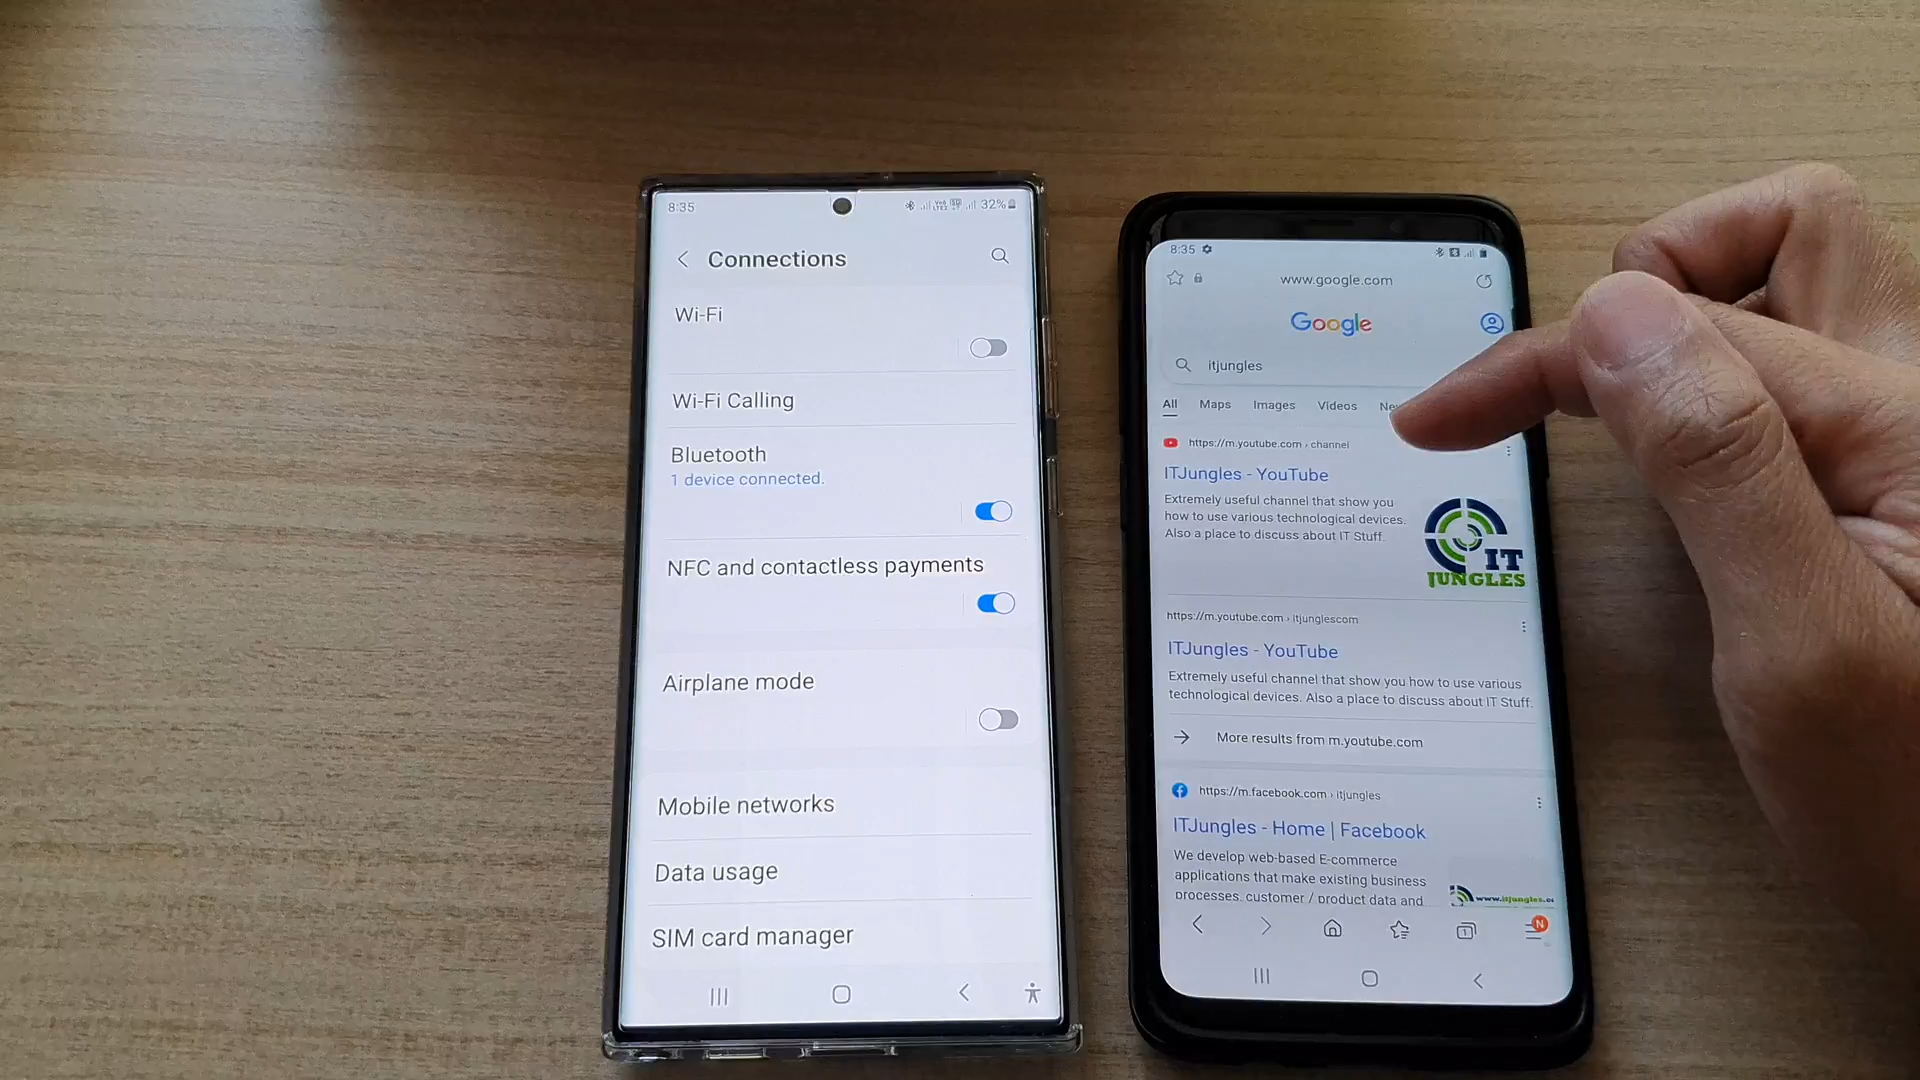 8:35
32%
Connections
Wi-Fi
Wi-Fi Calling
Bluetooth
1 device connected.
NFC and contactless payments
Airplane mode
Mobile networks
Data usage
SIM card manager
8:35
www.google.com
Google
itjungles
All Maps Images Videos
https://m.youtube.com › channel
ITJungles - YouTube
Extremely useful channel that show you
how to use various technological devices.
Also a place to discuss about IT Stuff.
IT
JUNGLES
https://m.youtube.com › itjunglescom
ITJungles - YouTube
Extremely useful channel that show you how to use various
technological devices. Also a place to discuss about IT Stuff.
More results from m.youtube.com
https://m.facebook.com › itjungles
ITJungles - Home | Facebook
We develop web-based E-commerce
applications that make existing business
processes, customer / product data and
1
N